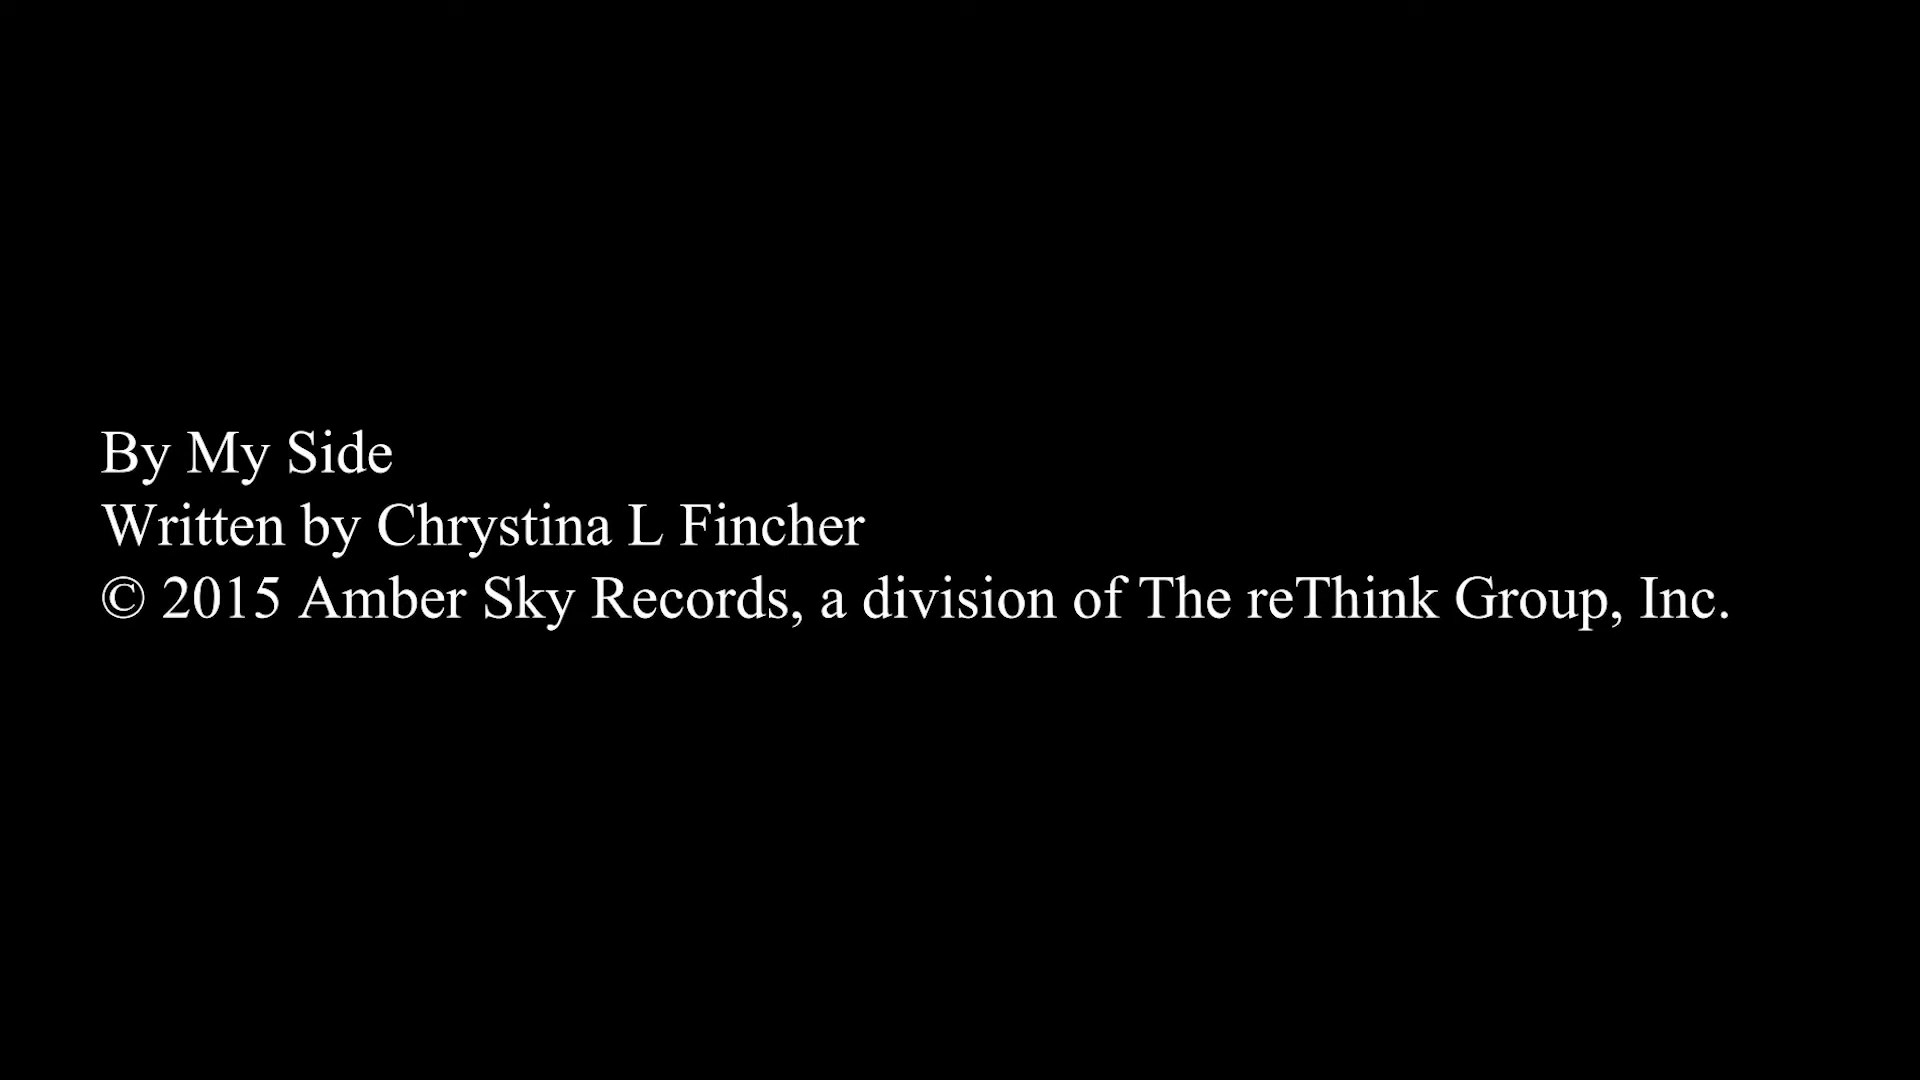 By My Side
Written by Chrystina L Fincher
© 2015 Amber Sky Records, a division of The reThink Group, Inc.